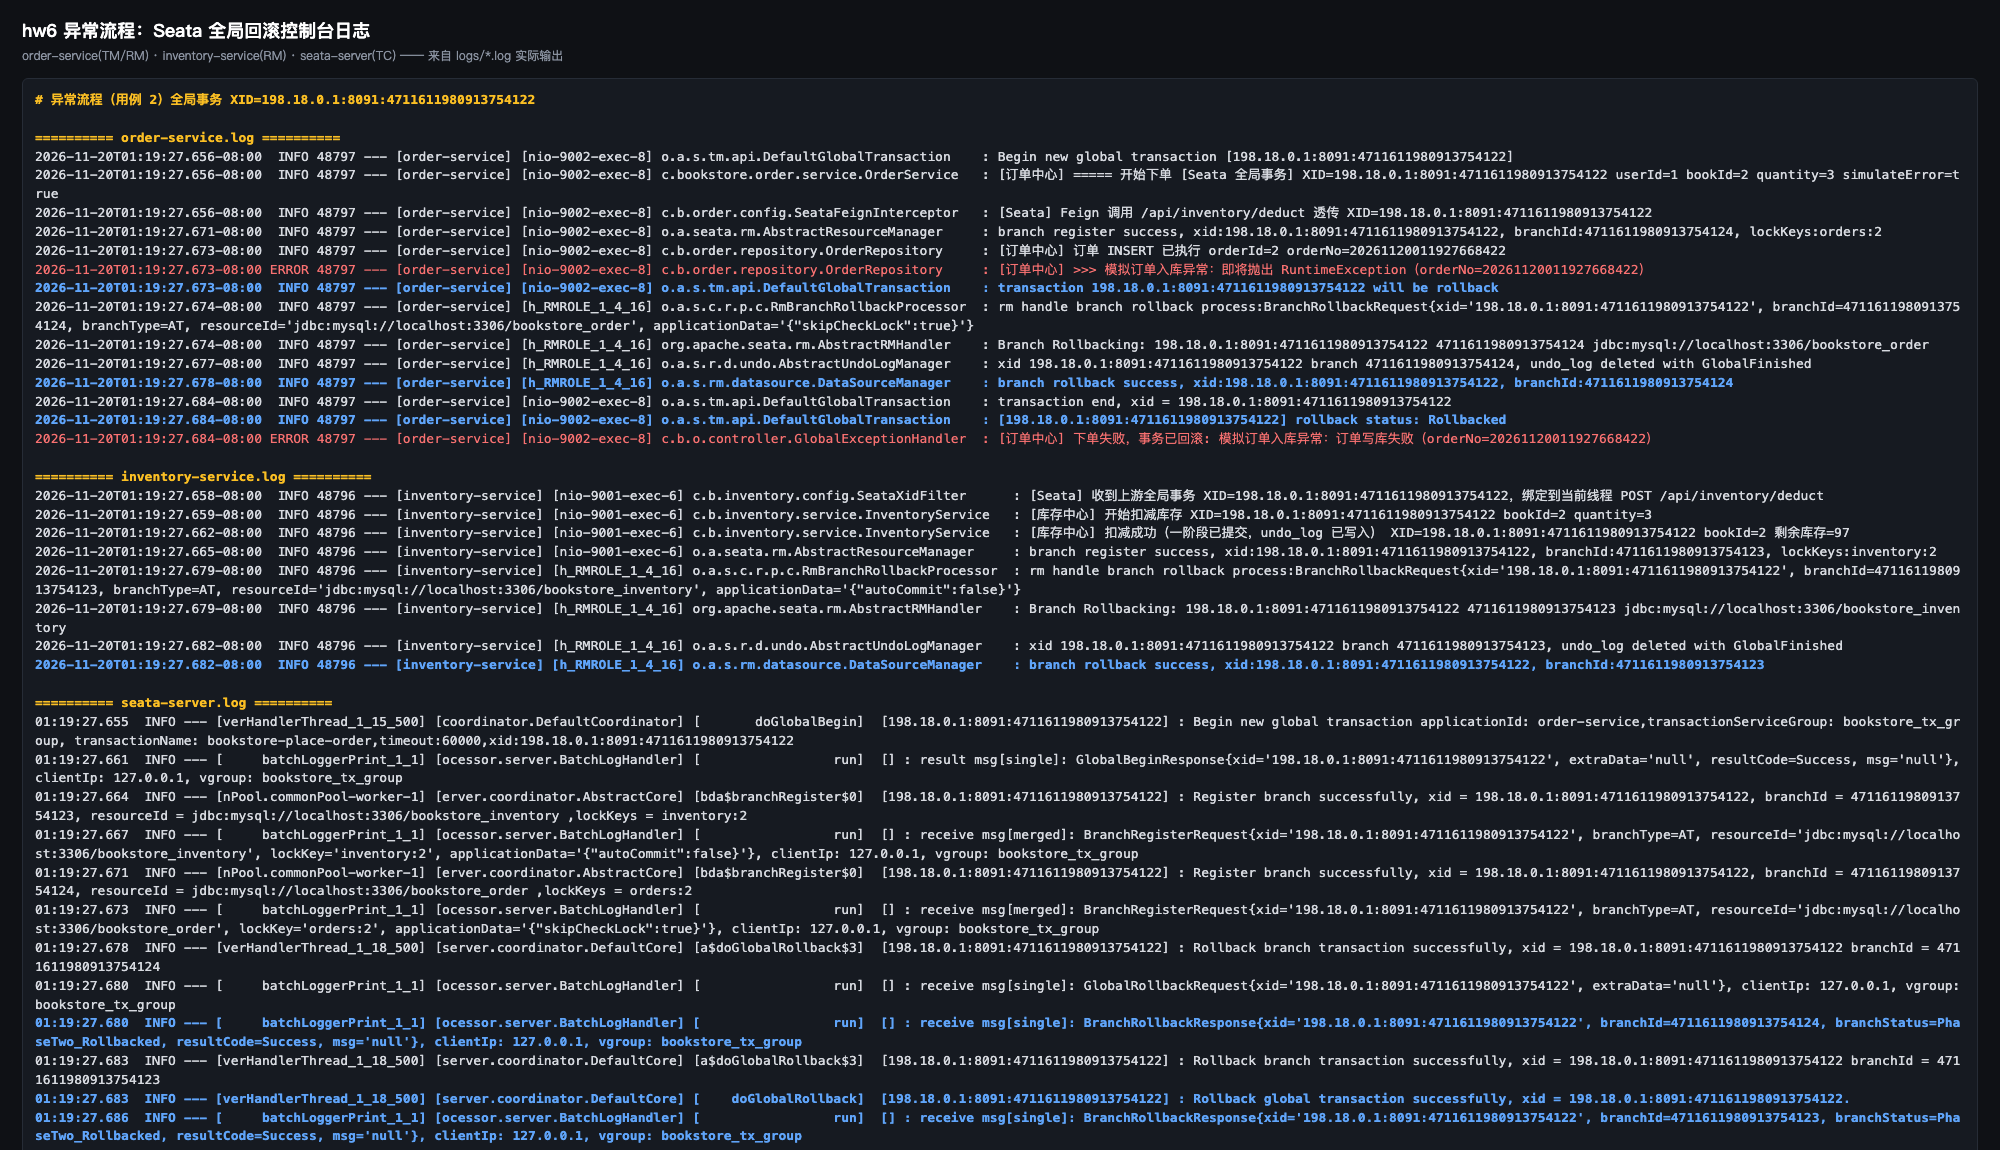 hw6 异常流程：Seata 全局回滚控制台日志
order-service(TM/RM) · inventory-service(RM) · seata-server(TC) —— 来自 logs/*.log 实际输出
# 异常流程（用例 2）全局事务 XID=198.18.0.1:8091:4711611980913754122
========== order-service.log ==========
2026-11-20T01:19:27.656-08:00  INFO 48797 --- [order-service] [nio-9002-exec-8] o.a.s.tm.api.DefaultGlobalTransaction    : Begin new global transaction [198.18.0.1:8091:4711611980913754122]
2026-11-20T01:19:27.656-08:00  INFO 48797 --- [order-service] [nio-9002-exec-8] c.bookstore.order.service.OrderService   : [订单中心] ===== 开始下单 [Seata 全局事务] XID=198.18.0.1:8091:4711611980913754122 userId=1 bookId=2 quantity=3 simulateError=t
rue
2026-11-20T01:19:27.656-08:00  INFO 48797 --- [order-service] [nio-9002-exec-8] c.b.order.config.SeataFeignInterceptor   : [Seata] Feign 调用 /api/inventory/deduct 透传 XID=198.18.0.1:8091:4711611980913754122
2026-11-20T01:19:27.671-08:00  INFO 48797 --- [order-service] [nio-9002-exec-8] o.a.seata.rm.AbstractResourceManager     : branch register success, xid:198.18.0.1:8091:4711611980913754122, branchId:4711611980913754124, lockKeys:orders:2
2026-11-20T01:19:27.673-08:00  INFO 48797 --- [order-service] [nio-9002-exec-8] c.b.order.repository.OrderRepository     : [订单中心] 订单 INSERT 已执行 orderId=2 orderNo=20261120011927668422
2026-11-20T01:19:27.673-08:00 ERROR 48797 --- [order-service] [nio-9002-exec-8] c.b.order.repository.OrderRepository     : [订单中心] >>> 模拟订单入库异常：即将抛出 RuntimeException（orderNo=20261120011927668422）
2026-11-20T01:19:27.673-08:00  INFO 48797 --- [order-service] [nio-9002-exec-8] o.a.s.tm.api.DefaultGlobalTransaction    : transaction 198.18.0.1:8091:4711611980913754122 will be rollback
2026-11-20T01:19:27.674-08:00  INFO 48797 --- [order-service] [h_RMROLE_1_4_16] o.a.s.c.r.p.c.RmBranchRollbackProcessor  : rm handle branch rollback process:BranchRollbackRequest{xid='198.18.0.1:8091:4711611980913754122', branchId=471161198091375
4124, branchType=AT, resourceId='jdbc:mysql://localhost:3306/bookstore_order', applicationData='{"skipCheckLock":true}'}
2026-11-20T01:19:27.674-08:00  INFO 48797 --- [order-service] [h_RMROLE_1_4_16] org.apache.seata.rm.AbstractRMHandler    : Branch Rollbacking: 198.18.0.1:8091:4711611980913754122 4711611980913754124 jdbc:mysql://localhost:3306/bookstore_order
2026-11-20T01:19:27.677-08:00  INFO 48797 --- [order-service] [h_RMROLE_1_4_16] o.a.s.r.d.undo.AbstractUndoLogManager    : xid 198.18.0.1:8091:4711611980913754122 branch 4711611980913754124, undo_log deleted with GlobalFinished
2026-11-20T01:19:27.678-08:00  INFO 48797 --- [order-service] [h_RMROLE_1_4_16] o.a.s.rm.datasource.DataSourceManager    : branch rollback success, xid:198.18.0.1:8091:4711611980913754122, branchId:4711611980913754124
2026-11-20T01:19:27.684-08:00  INFO 48797 --- [order-service] [nio-9002-exec-8] o.a.s.tm.api.DefaultGlobalTransaction    : transaction end, xid = 198.18.0.1:8091:4711611980913754122
2026-11-20T01:19:27.684-08:00  INFO 48797 --- [order-service] [nio-9002-exec-8] o.a.s.tm.api.DefaultGlobalTransaction    : [198.18.0.1:8091:4711611980913754122] rollback status: Rollbacked
2026-11-20T01:19:27.684-08:00 ERROR 48797 --- [order-service] [nio-9002-exec-8] c.b.o.controller.GlobalExceptionHandler  : [订单中心] 下单失败，事务已回滚: 模拟订单入库异常：订单写库失败（orderNo=20261120011927668422）
========== inventory-service.log ==========
2026-11-20T01:19:27.658-08:00  INFO 48796 --- [inventory-service] [nio-9001-exec-6] c.b.inventory.config.SeataXidFilter      : [Seata] 收到上游全局事务 XID=198.18.0.1:8091:4711611980913754122，绑定到当前线程 POST /api/inventory/deduct
2026-11-20T01:19:27.659-08:00  INFO 48796 --- [inventory-service] [nio-9001-exec-6] c.b.inventory.service.InventoryService   : [库存中心] 开始扣减库存 XID=198.18.0.1:8091:4711611980913754122 bookId=2 quantity=3
2026-11-20T01:19:27.662-08:00  INFO 48796 --- [inventory-service] [nio-9001-exec-6] c.b.inventory.service.InventoryService   : [库存中心] 扣减成功（一阶段已提交，undo_log 已写入） XID=198.18.0.1:8091:4711611980913754122 bookId=2 剩余库存=97
2026-11-20T01:19:27.665-08:00  INFO 48796 --- [inventory-service] [nio-9001-exec-6] o.a.seata.rm.AbstractResourceManager     : branch register success, xid:198.18.0.1:8091:4711611980913754122, branchId:4711611980913754123, lockKeys:inventory:2
2026-11-20T01:19:27.679-08:00  INFO 48796 --- [inventory-service] [h_RMROLE_1_4_16] o.a.s.c.r.p.c.RmBranchRollbackProcessor  : rm handle branch rollback process:BranchRollbackRequest{xid='198.18.0.1:8091:4711611980913754122', branchId=47116119809
13754123, branchType=AT, resourceId='jdbc:mysql://localhost:3306/bookstore_inventory', applicationData='{"autoCommit":false}'}
2026-11-20T01:19:27.679-08:00  INFO 48796 --- [inventory-service] [h_RMROLE_1_4_16] org.apache.seata.rm.AbstractRMHandler    : Branch Rollbacking: 198.18.0.1:8091:4711611980913754122 4711611980913754123 jdbc:mysql://localhost:3306/bookstore_inven
tory
2026-11-20T01:19:27.682-08:00  INFO 48796 --- [inventory-service] [h_RMROLE_1_4_16] o.a.s.r.d.undo.AbstractUndoLogManager    : xid 198.18.0.1:8091:4711611980913754122 branch 4711611980913754123, undo_log deleted with GlobalFinished
2026-11-20T01:19:27.682-08:00  INFO 48796 --- [inventory-service] [h_RMROLE_1_4_16] o.a.s.rm.datasource.DataSourceManager    : branch rollback success, xid:198.18.0.1:8091:4711611980913754122, branchId:4711611980913754123
========== seata-server.log ==========
01:19:27.655  INFO --- [verHandlerThread_1_15_500] [coordinator.DefaultCoordinator] [       doGlobalBegin]  [198.18.0.1:8091:4711611980913754122] : Begin new global transaction applicationId: order-service,transactionServiceGroup: bookstore_tx_gr
oup, transactionName: bookstore-place-order,timeout:60000,xid:198.18.0.1:8091:4711611980913754122
01:19:27.661  INFO --- [     batchLoggerPrint_1_1] [ocessor.server.BatchLogHandler] [                 run]  [] : result msg[single]: GlobalBeginResponse{xid='198.18.0.1:8091:4711611980913754122', extraData='null', resultCode=Success, msg='null'},
clientIp: 127.0.0.1, vgroup: bookstore_tx_group
01:19:27.664  INFO --- [nPool.commonPool-worker-1] [erver.coordinator.AbstractCore] [bda$branchRegister$0]  [198.18.0.1:8091:4711611980913754122] : Register branch successfully, xid = 198.18.0.1:8091:4711611980913754122, branchId = 47116119809137
54123, resourceId = jdbc:mysql://localhost:3306/bookstore_inventory ,lockKeys = inventory:2
01:19:27.667  INFO --- [     batchLoggerPrint_1_1] [ocessor.server.BatchLogHandler] [                 run]  [] : receive msg[merged]: BranchRegisterRequest{xid='198.18.0.1:8091:4711611980913754122', branchType=AT, resourceId='jdbc:mysql://localho
st:3306/bookstore_inventory', lockKey='inventory:2', applicationData='{"autoCommit":false}'}, clientIp: 127.0.0.1, vgroup: bookstore_tx_group
01:19:27.671  INFO --- [nPool.commonPool-worker-1] [erver.coordinator.AbstractCore] [bda$branchRegister$0]  [198.18.0.1:8091:4711611980913754122] : Register branch successfully, xid = 198.18.0.1:8091:4711611980913754122, branchId = 47116119809137
54124, resourceId = jdbc:mysql://localhost:3306/bookstore_order ,lockKeys = orders:2
01:19:27.673  INFO --- [     batchLoggerPrint_1_1] [ocessor.server.BatchLogHandler] [                 run]  [] : receive msg[merged]: BranchRegisterRequest{xid='198.18.0.1:8091:4711611980913754122', branchType=AT, resourceId='jdbc:mysql://localho
st:3306/bookstore_order', lockKey='orders:2', applicationData='{"skipCheckLock":true}'}, clientIp: 127.0.0.1, vgroup: bookstore_tx_group
01:19:27.678  INFO --- [verHandlerThread_1_18_500] [server.coordinator.DefaultCore] [a$doGlobalRollback$3]  [198.18.0.1:8091:4711611980913754122] : Rollback branch transaction successfully, xid = 198.18.0.1:8091:4711611980913754122 branchId = 471
1611980913754124
01:19:27.680  INFO --- [     batchLoggerPrint_1_1] [ocessor.server.BatchLogHandler] [                 run]  [] : receive msg[single]: GlobalRollbackRequest{xid='198.18.0.1:8091:4711611980913754122', extraData='null'}, clientIp: 127.0.0.1, vgroup:
bookstore_tx_group
01:19:27.680  INFO --- [     batchLoggerPrint_1_1] [ocessor.server.BatchLogHandler] [                 run]  [] : receive msg[single]: BranchRollbackResponse{xid='198.18.0.1:8091:4711611980913754122', branchId=4711611980913754124, branchStatus=Pha
seTwo_Rollbacked, resultCode=Success, msg='null'}, clientIp: 127.0.0.1, vgroup: bookstore_tx_group
01:19:27.683  INFO --- [verHandlerThread_1_18_500] [server.coordinator.DefaultCore] [a$doGlobalRollback$3]  [198.18.0.1:8091:4711611980913754122] : Rollback branch transaction successfully, xid = 198.18.0.1:8091:4711611980913754122 branchId = 471
1611980913754123
01:19:27.683  INFO --- [verHandlerThread_1_18_500] [server.coordinator.DefaultCore] [    doGlobalRollback]  [198.18.0.1:8091:4711611980913754122] : Rollback global transaction successfully, xid = 198.18.0.1:8091:4711611980913754122.
01:19:27.686  INFO --- [     batchLoggerPrint_1_1] [ocessor.server.BatchLogHandler] [                 run]  [] : receive msg[single]: BranchRollbackResponse{xid='198.18.0.1:8091:4711611980913754122', branchId=4711611980913754123, branchStatus=Pha
seTwo_Rollbacked, resultCode=Success, msg='null'}, clientIp: 127.0.0.1, vgroup: bookstore_tx_group